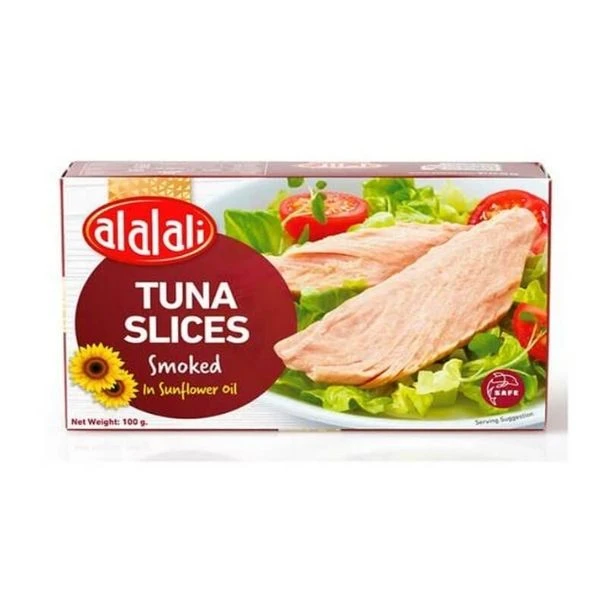 alalali
TUNA
SLICES
Smoked
In Sunflower Oil
Net Weight: 100 g.
SAFE
Serving Suggestion